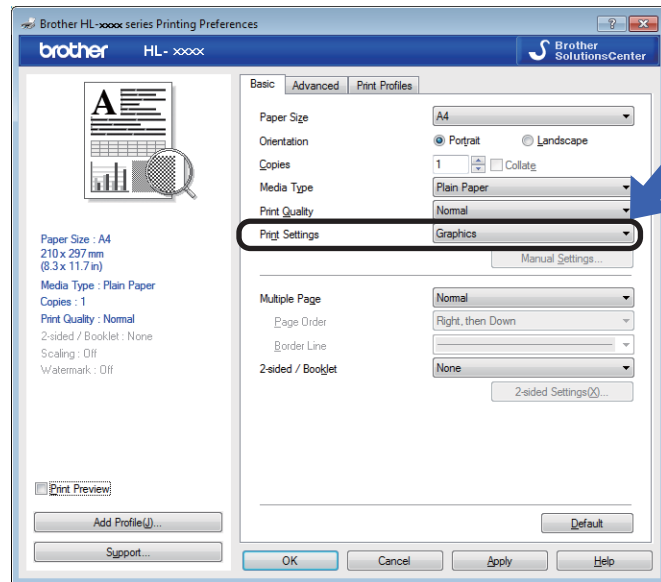 Brother HL-xxxx series Printing Preferences
brother HL- xxxx
Brother SolutionsCenter
Basic Advanced Print Profiles
A
Paper Size A4
Orientation Portrait Landscape
Copies 1 Collate
Media Type Plain Paper
Print Quality Normal
Print Settings Graphics
Manual Settings...
Multiple Page Normal
Page Order Right, then Down
Border Line
2-sided / Booklet None
2-sided Settings(X)...
Paper Size : A4
210 x 297 mm
(8.3 x 11.7 in)
Media Type : Plain Paper
Copies : 1
Print Quality : Normal
2-sided / Booklet : None
Scaling : Off
Watermark : Off
Print Preview
Add Profile(J)...
Support...
Default
OK Cancel Apply Help